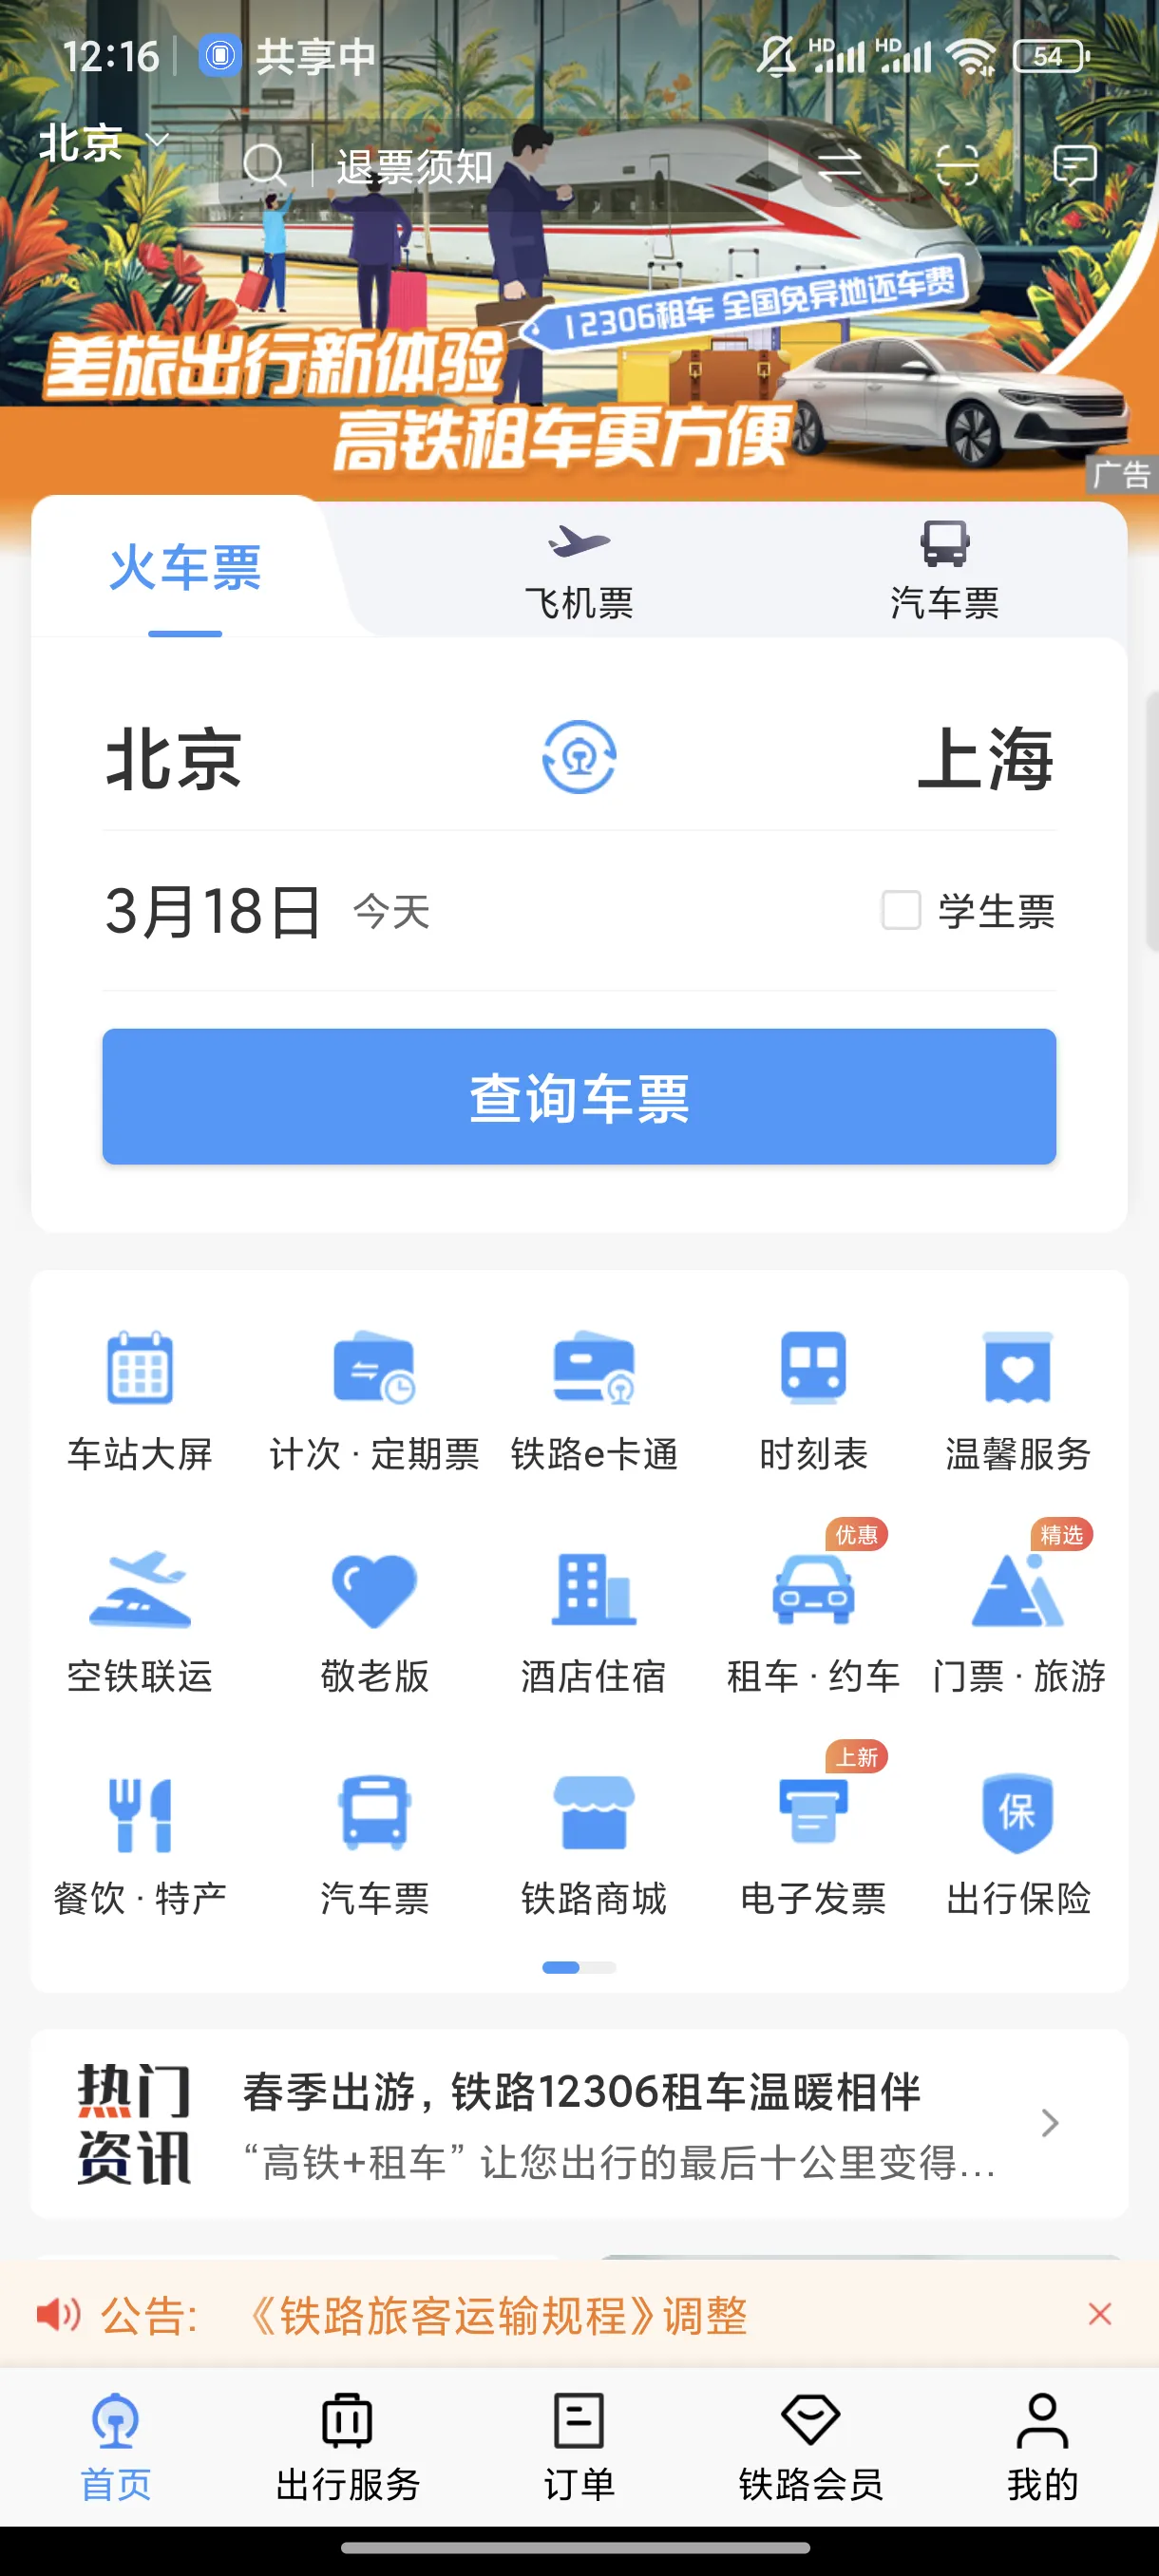 12:16
共享中
HD
HD
54
北京
退票须知
12306租车 全国免异地还车费
差旅出行新体验
高铁租车更方便
广告
火车票
飞机票
汽车票
北京
上海
3月18日 今天
学生票
查询车票
车站大屏
计次·定期票
铁路e卡通
时刻表
温馨服务
优惠
精选
空铁联运
敬老版
酒店住宿
租车·约车
门票·旅游
上新
保
餐饮·特产
汽车票
铁路商城
电子发票
出行保险
热门
资讯
春季出游，铁路12306租车温暖相伴
“高铁+租车” 让您出行的最后十公里变得...
公告: 《铁路旅客运输规程》调整
首页
出行服务
订单
铁路会员
我的